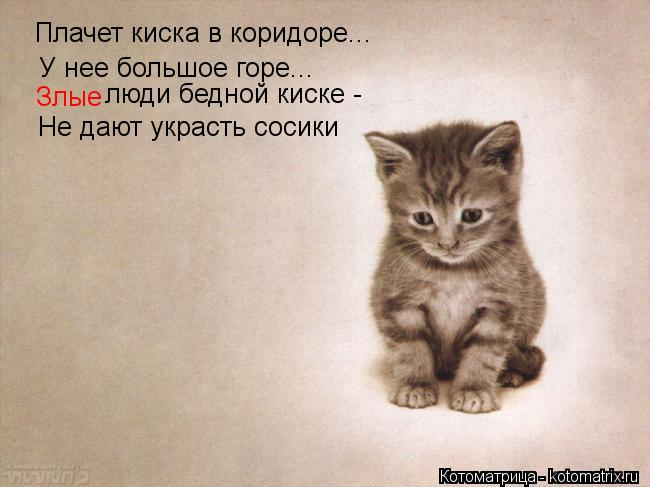 Плачет киска в коридоре...
У нее большое горе...
Злые люди бедной киске -
Не дают украсть сосики
Котоматрица - kotomatrix.ru